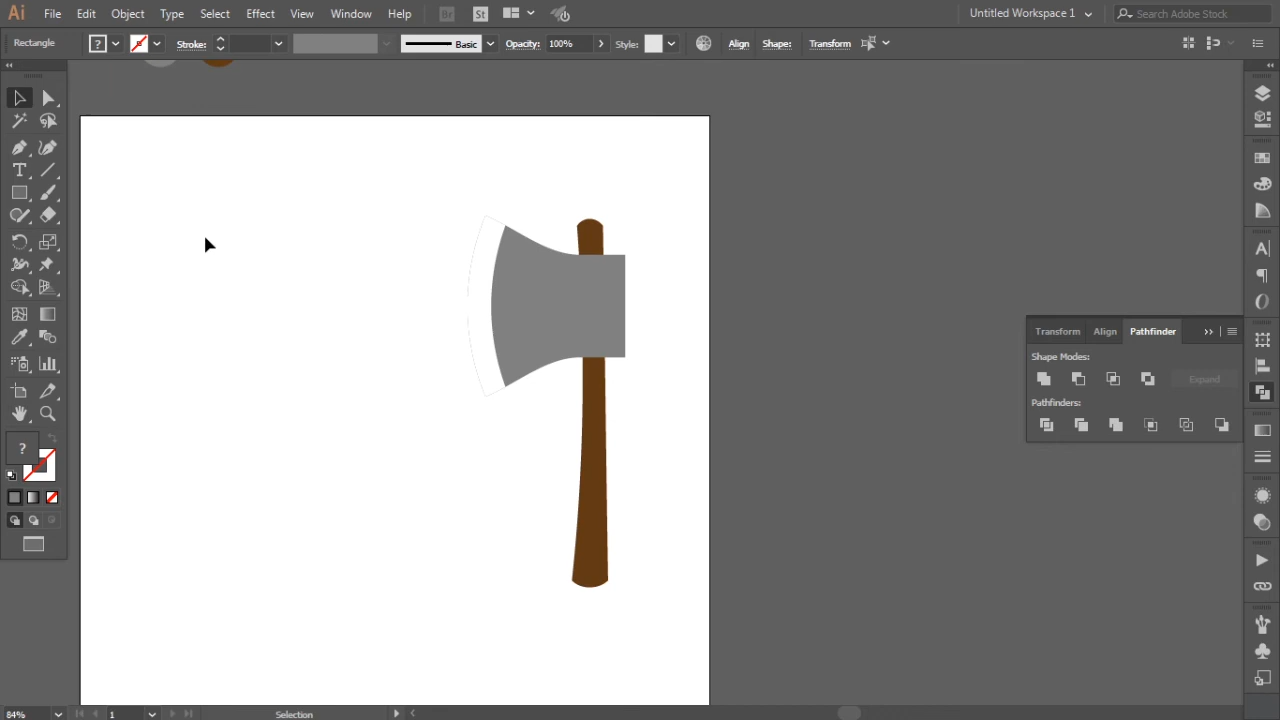 Ai File Edit Object Type Select Effect View Window Help Br St Untitled Workspace 1 Search Adobe Stock
Rectangle ? Stroke: Basic Opacity: 100% Style: Align Shape: Transform
Transform Align Pathfinder
Shape Modes:
Expand
Pathfinders:
?
84% 1 Selection